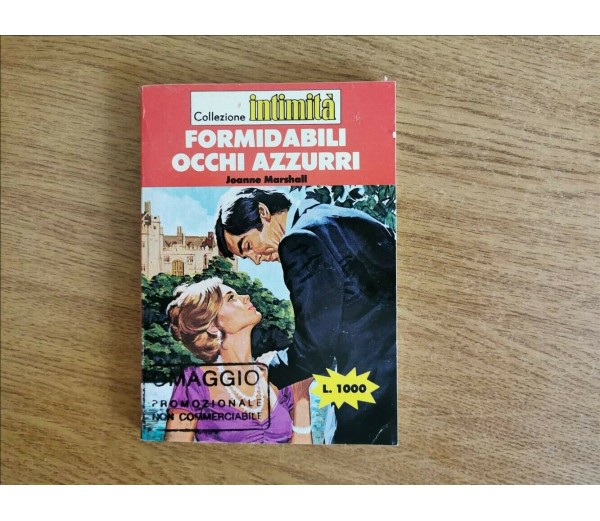 Collezione intimità
FORMIDABILI
OCCHI AZZURRI
Joanne Marshall
OMAGGIO
PROMOZIONALE
NON COMMERCIABILE
L. 1000